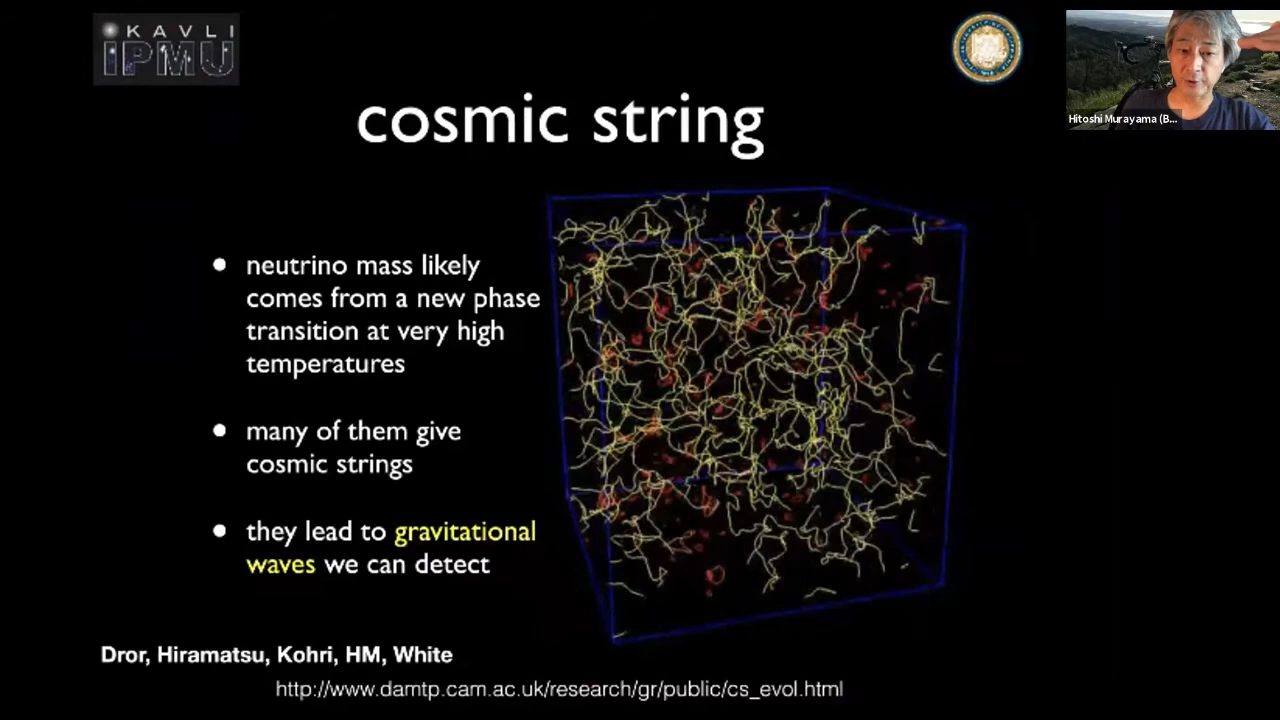 KAVLI
IPMU
Hitoshi Murayama (B...
cosmic string
• neutrino mass likely
comes from a new phase
transition at very high
temperatures
• many of them give
cosmic strings
• they lead to gravitational
waves we can detect
Dror, Hiramatsu, Kohri, HM, White
http://www.damtp.cam.ac.uk/research/gr/public/cs_evol.html